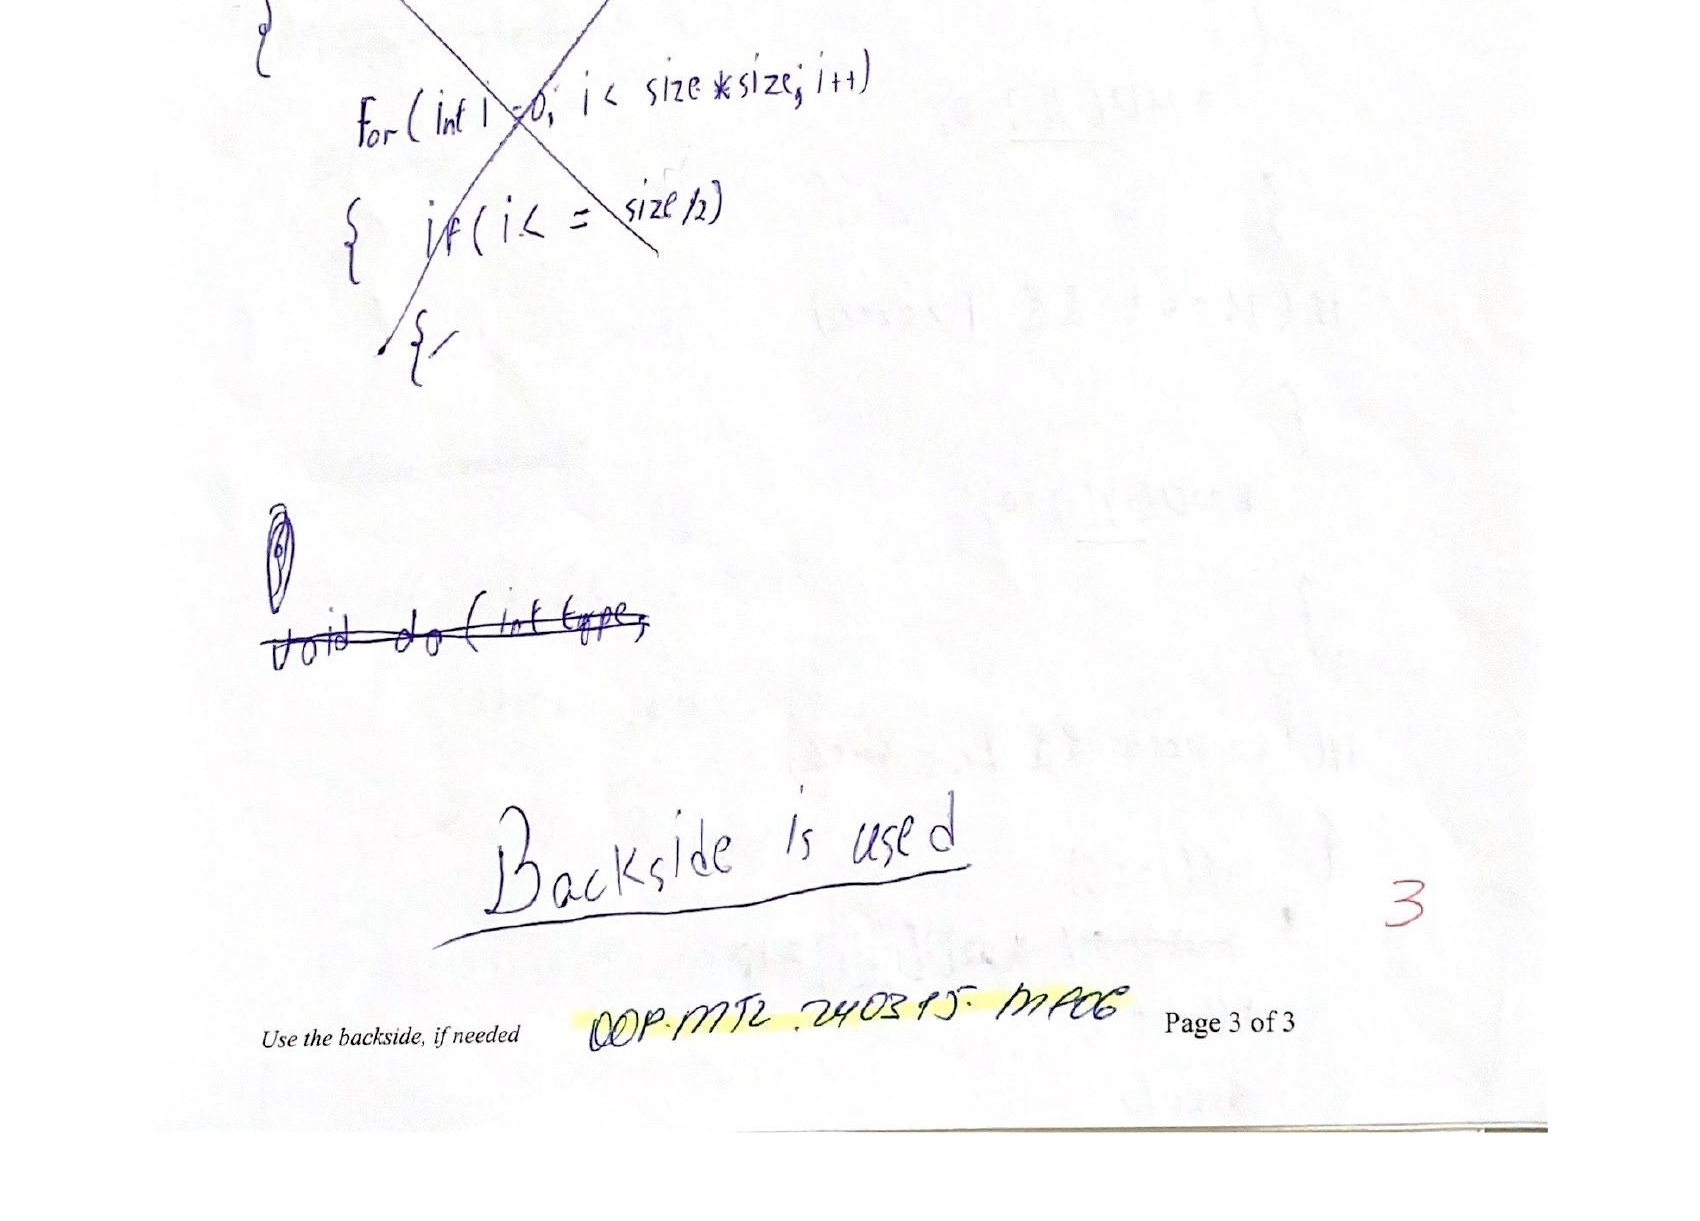 {
For( int i =0; i < size * size; i++)
{ if( i < = size /2)
{
void do ( int type,
Backside is used
3
Use the backside, if needed OOP.MT2.240315.MP06 Page 3 of 3